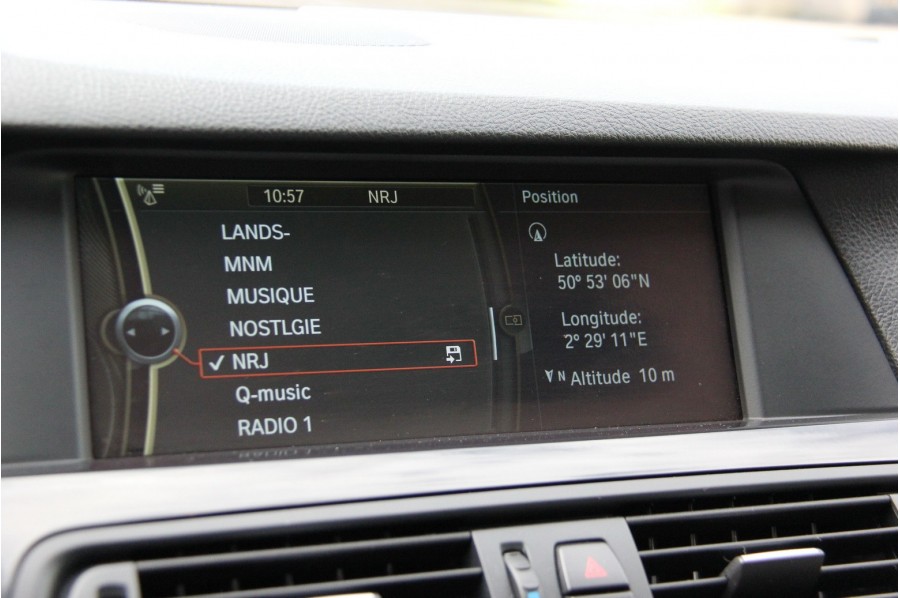 10:57 NRJ
LANDS-
MNM
MUSIQUE
NOSTLGIE
NRJ
Q-music
RADIO 1
Position
Latitude:
50° 53' 06"N
Longitude:
2° 29' 11"E
N Altitude 10 m